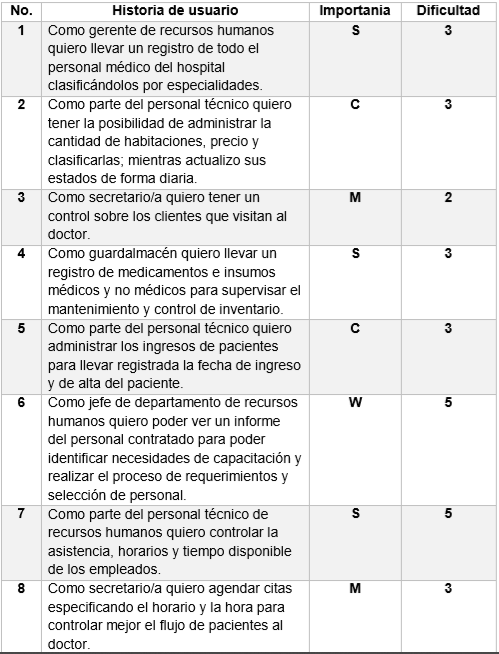 No. Historia de usuario Importania Dificultad
1 Como gerente de recursos humanos S 3
quiero llevar un registro de todo el
personal médico del hospital
clasificándolos por especialidades.
2 Como parte del personal técnico quiero C 3
tener la posibilidad de administrar la
cantidad de habitaciones, precio y
clasificarlas; mientras actualizo sus
estados de forma diaria.
3 Como secretario/a quiero tener un M 2
control sobre los clientes que visitan al
doctor.
4 Como guardalmacén quiero llevar un S 3
registro de medicamentos e insumos
médicos y no médicos para supervisar el
mantenimiento y control de inventario.
5 Como parte del personal técnico quiero C 3
administrar los ingresos de pacientes
para llevar registrada la fecha de ingreso
y de alta del paciente.
6 Como jefe de departamento de recursos W 5
humanos quiero poder ver un informe
del personal contratado para poder
identificar necesidades de capacitación y
realizar el proceso de requerimientos y
selección de personal.
7 Como parte del personal técnico de S 5
recursos humanos quiero controlar la
asistencia, horarios y tiempo disponible
de los empleados.
8 Como secretario/a quiero agendar citas M 3
especificando el horario y la hora para
controlar mejor el flujo de pacientes al
doctor.